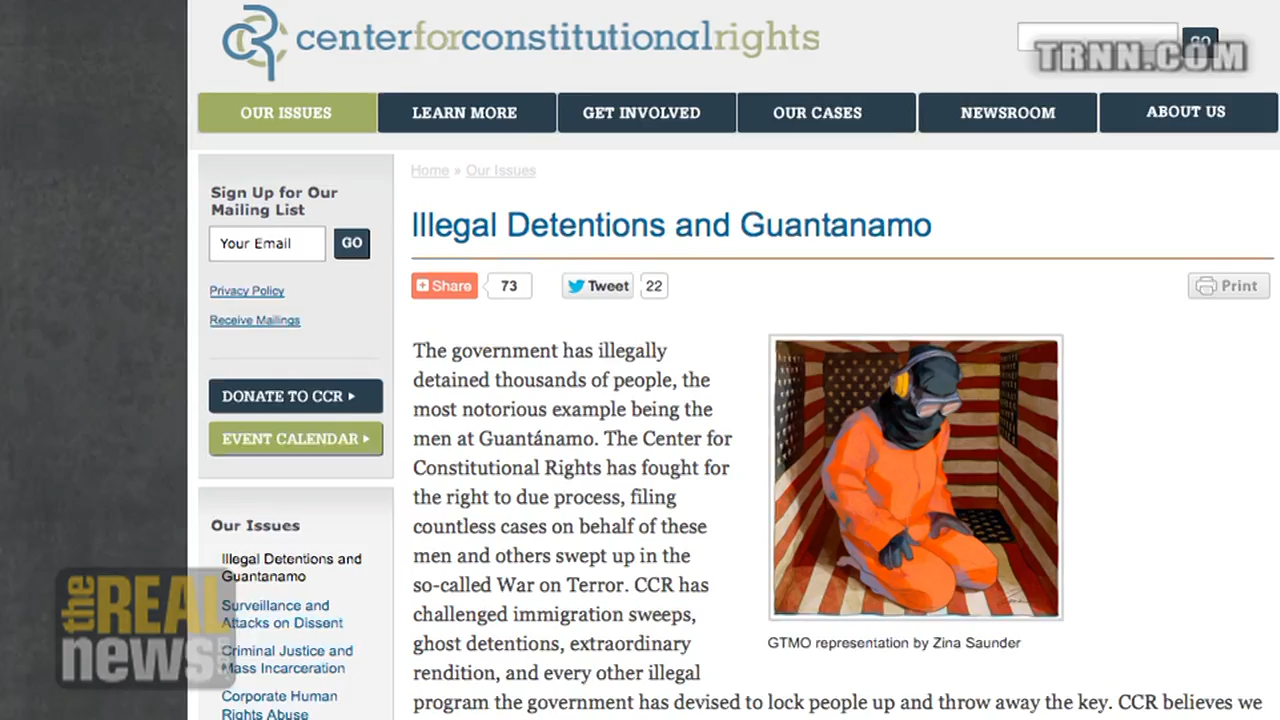 centerforconstitutionalrights
GO
TRNN.COM
OUR ISSUES
LEARN MORE
GET INVOLVED
OUR CASES
NEWSROOM
ABOUT US
Home » Our Issues
Sign Up for Our
Mailing List
Your Email
GO
Privacy Policy
Receive Mailings
DONATE TO CCR
EVENT CALENDAR
Our Issues
Illegal Detentions and
Guantanamo
Surveillance and
Attacks on Dissent
Criminal Justice and
Mass Incarceration
Corporate Human
Rights Abuse
Illegal Detentions and Guantanamo
Share 73
Tweet 22
Print
The government has illegally
detained thousands of people, the
most notorious example being the
men at Guantánamo. The Center for
Constitutional Rights has fought for
the right to due process, filing
countless cases on behalf of these
men and others swept up in the
so-called War on Terror. CCR has
challenged immigration sweeps,
ghost detentions, extraordinary
rendition, and every other illegal
program the government has devised to lock people up and throw away the key. CCR believes we
GTMO representation by Zina Saunder
the REAL
news